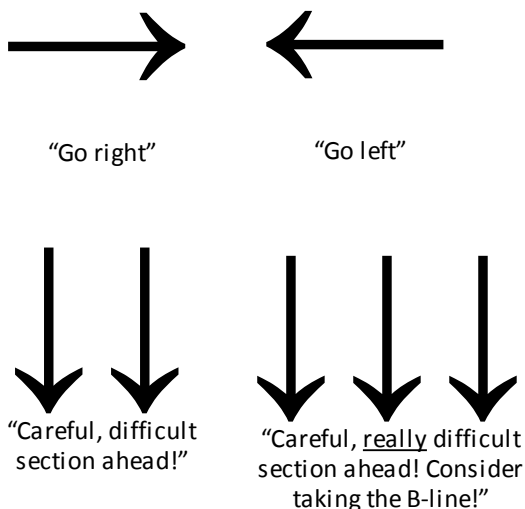 “Go right”
“Go left”
“Careful, difficult
section ahead!”
“Careful, really difficult
section ahead! Consider
taking the B-line!”